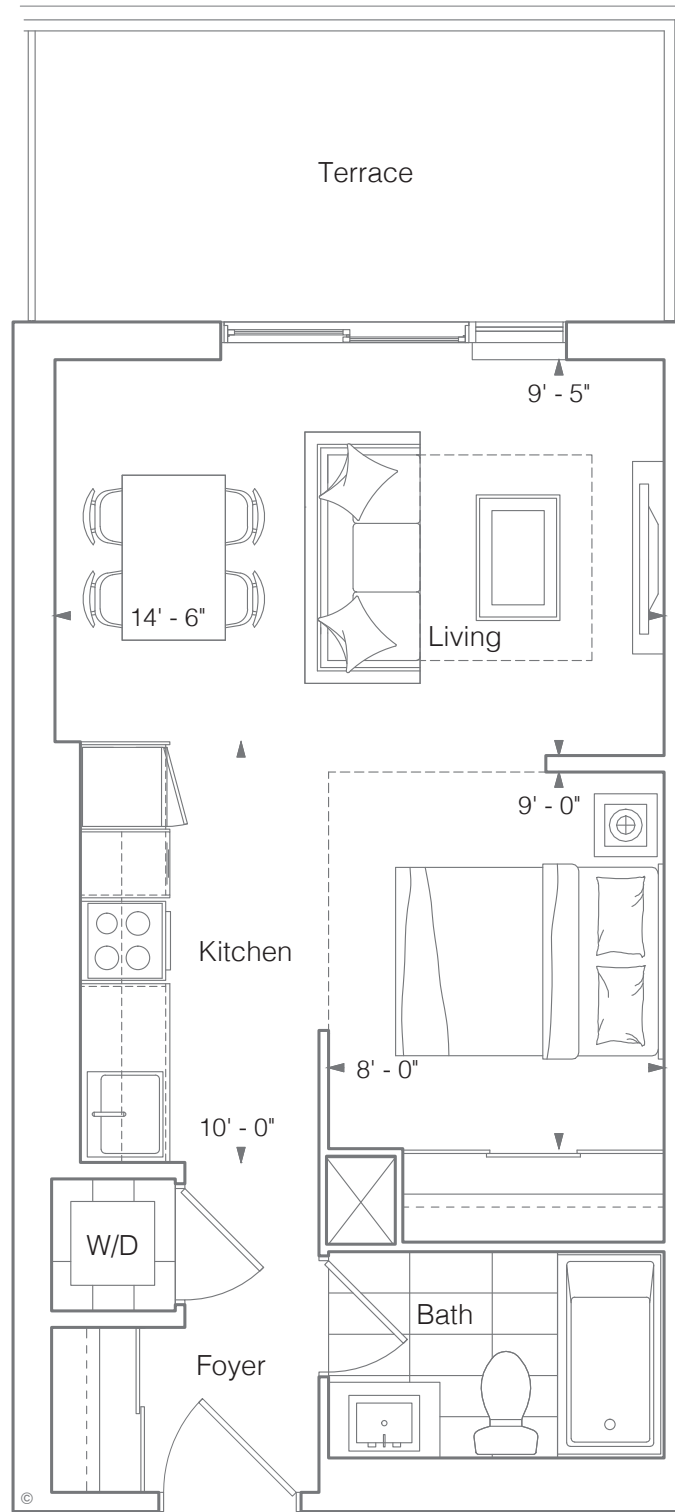 Terrace
9' - 5"
14' - 6"
Living
9' - 0"
Kitchen
8' - 0"
10' - 0"
W/D
Bath
Foyer
©